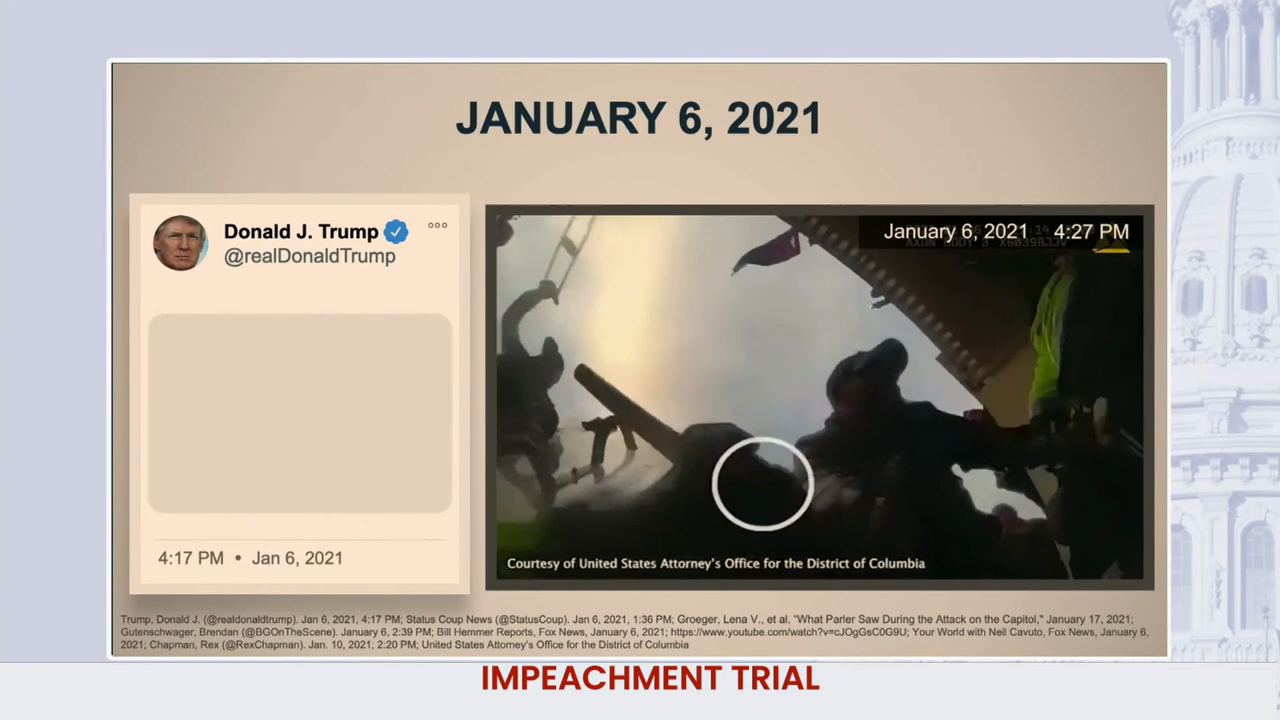 JANUARY 6, 2021
Donald J. Trump
@realDonaldTrump
4:17 PM • Jan 6, 2021
January 6, 2021 4:27 PM
Courtesy of United States Attorney's Office for the District of Columbia
Trump, Donald J. (@realdonaldtrump). Jan 6, 2021, 4:17 PM; Status Coup News (@StatusCoup). Jan 6, 2021, 1:36 PM; Groeger, Lena V., et al. "What Parler Saw During the Attack on the Capitol," January 17, 2021;
Gutenschwager, Brendan (@BGOnTheScene). January 6, 2:39 PM; Bill Hemmer Reports, Fox News, January 6, 2021; https://www.youtube.com/watch?v=cJOgGsC0G9U; Your World with Neil Cavuto, Fox News, January 6,
2021; Chapman, Rex (@RexChapman). Jan. 10, 2021; 2:20 PM; United States Attorney's Office for the District of Columbia
IMPEACHMENT TRIAL